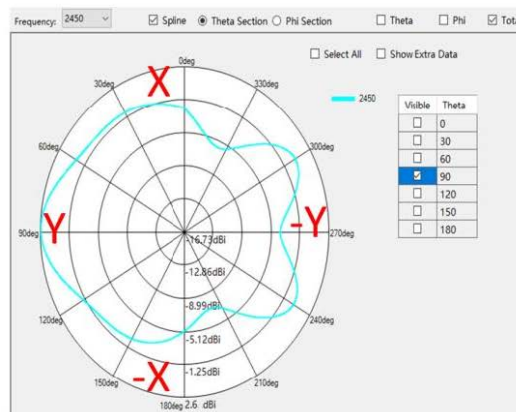 Frequency: 2450 Spline Theta Section Phi Section Theta Phi Tota
Select All Show Extra Data
2450
Visible Theta
0
30
60
90
120
150
180
0deg
30deg
330deg
X
60deg
300deg
90deg
Y
-Y
270deg
-16.73dBi
-12.86dBi
-8.99dBi
120deg
240deg
-5.12dBi
-1.25dBi
150deg
-X
210deg
180deg 2.6 dBi